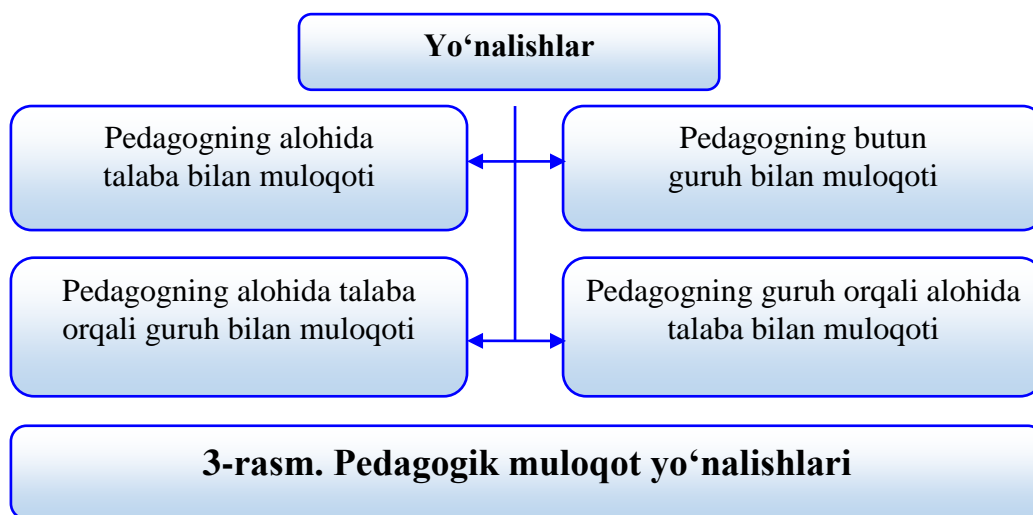 Yo‘nalishlar
Pedagogning alohida
talaba bilan muloqoti
Pedagogning butun
guruh bilan muloqoti
Pedagogning alohida talaba
orqali guruh bilan muloqoti
Pedagogning guruh orqali alohida
talaba bilan muloqoti
3-rasm. Pedagogik muloqot yo‘nalishlari